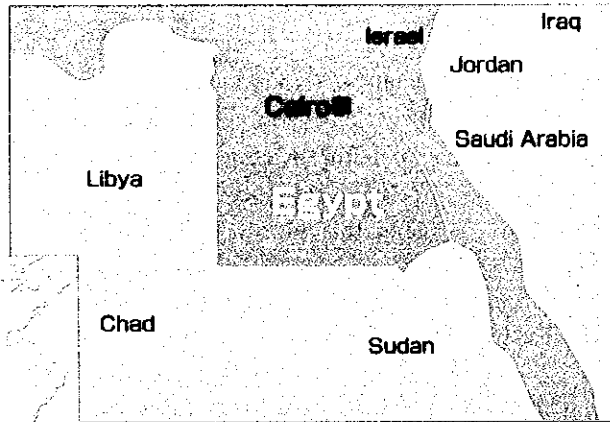 Iraq
Israel
Jordan
Cairo
Saudi Arabia
Libya
Egypt
Chad
Sudan